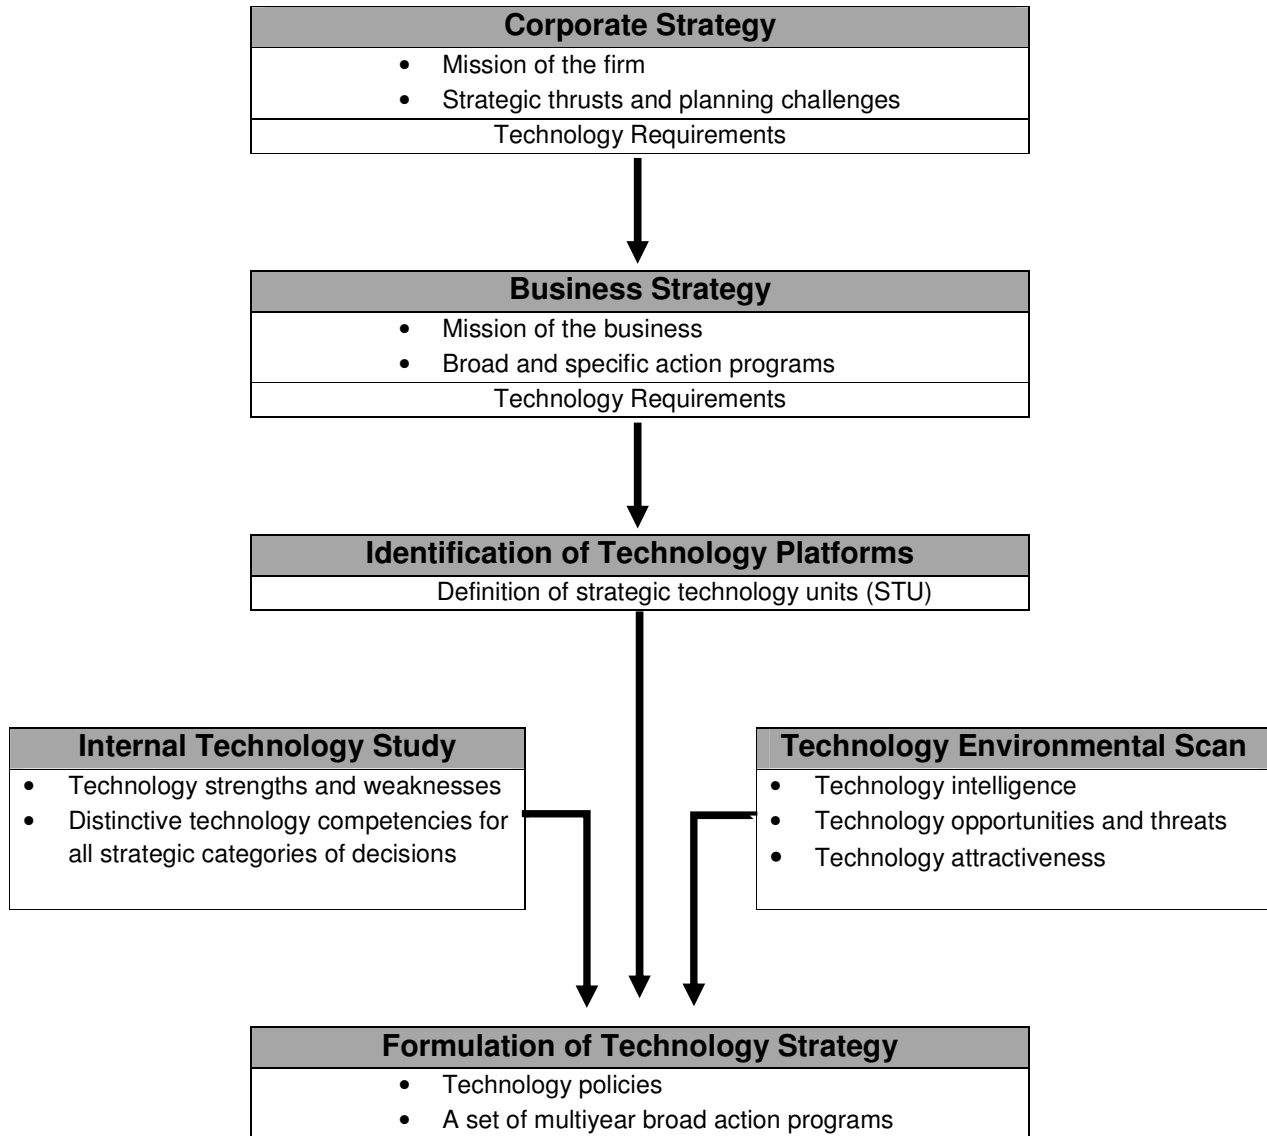 Corporate Strategy
• Mission of the firm
• Strategic thrusts and planning challenges
Technology Requirements
Business Strategy
• Mission of the business
• Broad and specific action programs
Technology Requirements
Identification of Technology Platforms
Definition of strategic technology units (STU)
Internal Technology Study
• Technology strengths and weaknesses
• Distinctive technology competencies for
all strategic categories of decisions
Technology Environmental Scan
• Technology intelligence
• Technology opportunities and threats
• Technology attractiveness
Formulation of Technology Strategy
• Technology policies
• A set of multiyear broad action programs